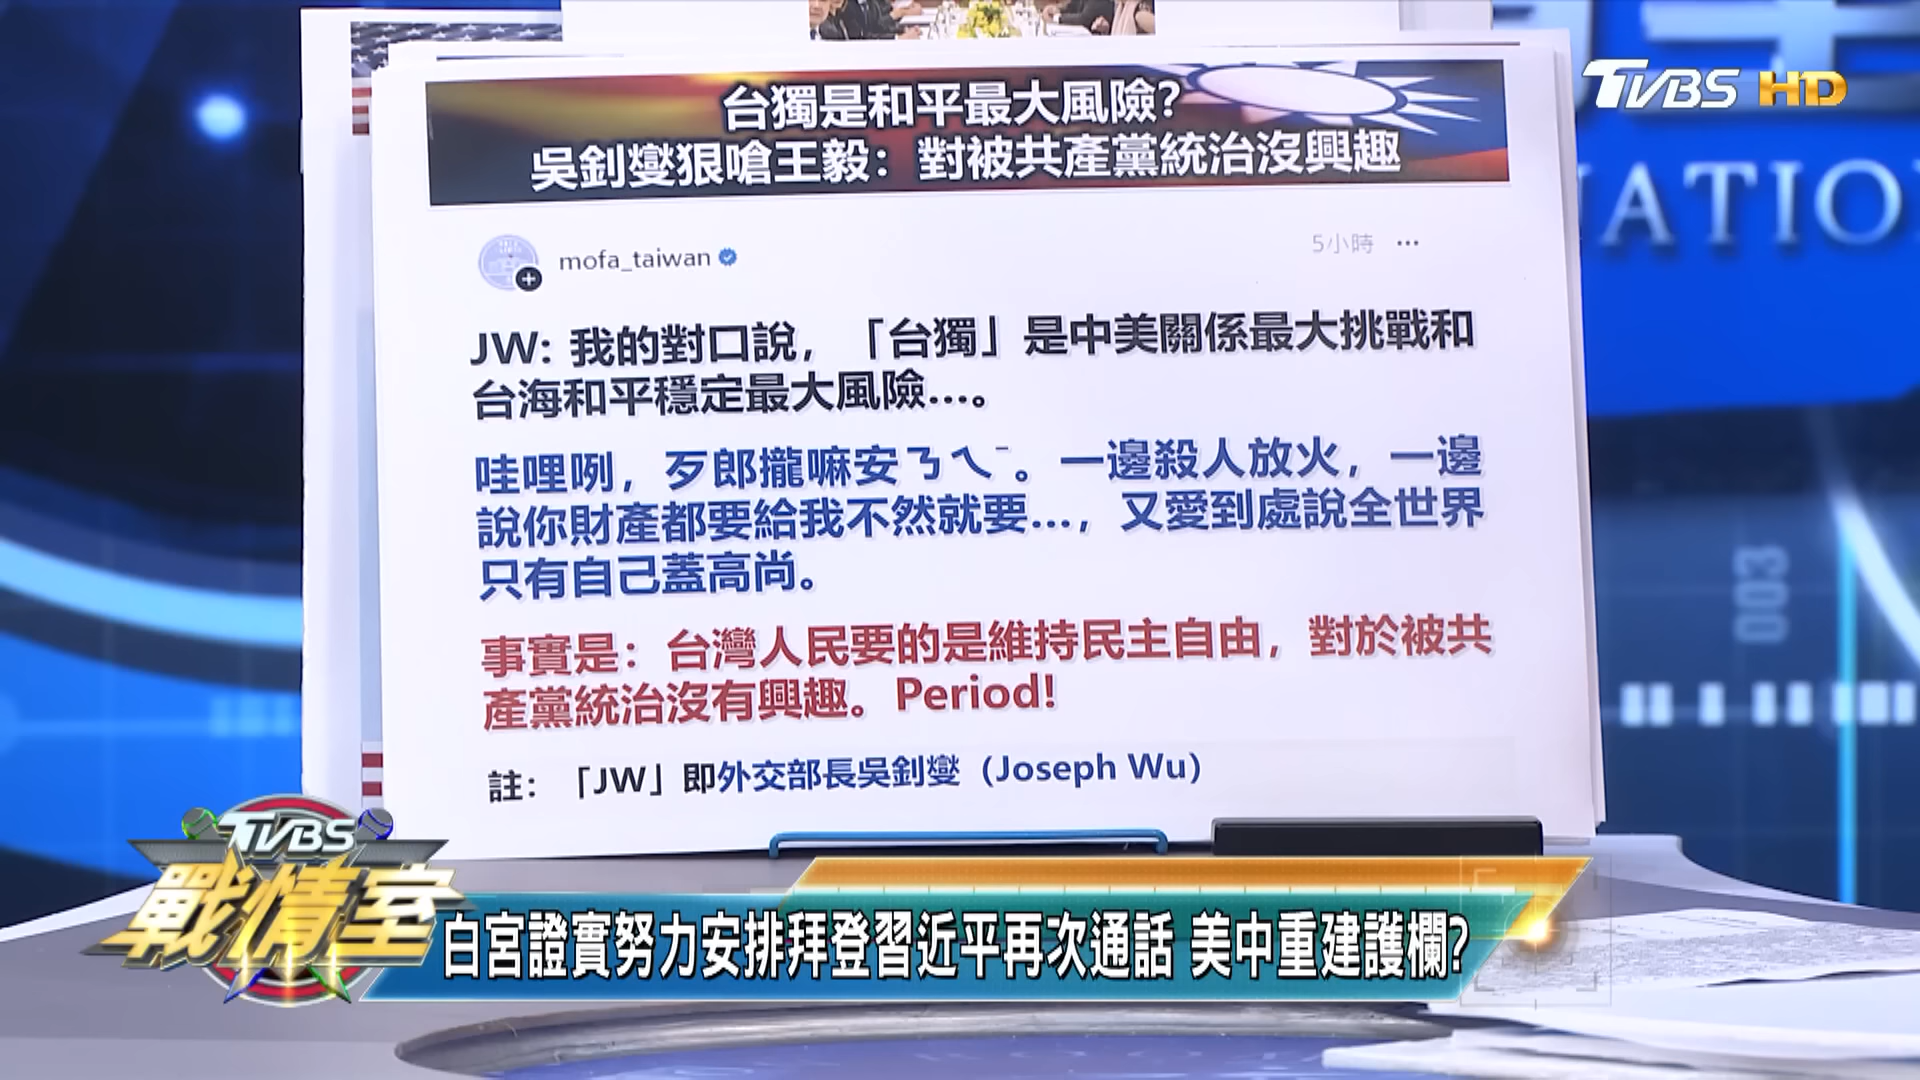 TVBS HD
NATIO
台獨是和平最大風險?
吳釗燮狠嗆王毅:對被共產黨統治沒興趣
mofa_taiwan
5小時 ...
JW: 我的對口說，「台獨」是中美關係最大挑戰和
台海和平穩定最大風險...。
哇哩咧，歹郎攏嘛安ㄋㄟˉ。一邊殺人放火，一邊
說你財產都要給我不然就要...，又愛到處說全世界
只有自己蓋高尚。
事實是：台灣人民要的是維持民主自由，對於被共
產黨統治沒有興趣。Period!
註：「JW」即外交部長吳釗燮（Joseph Wu）
003
TVBS
戰情室
白宮證實努力安排拜登習近平再次通話 美中重建護欄?